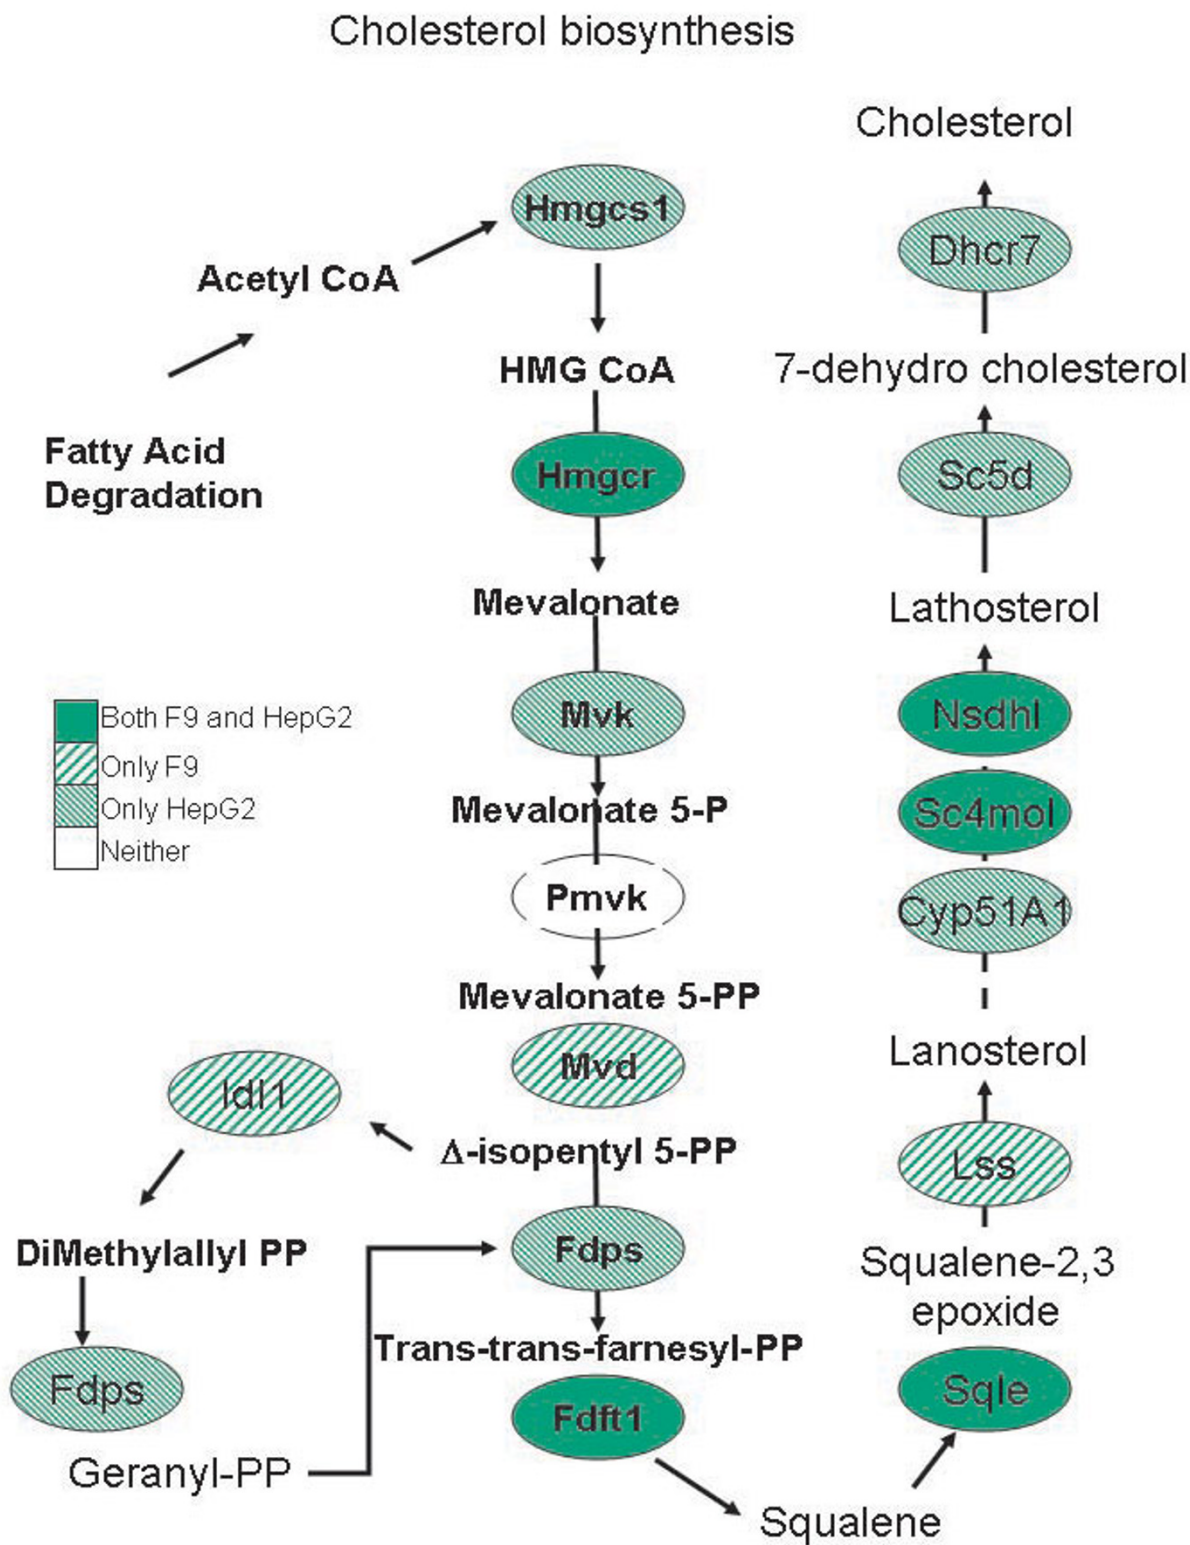 Cholesterol biosynthesis
Hmgcs1
Acetyl CoA
HMG CoA
Fatty Acid
Degradation
Hmgcr
Mevalonate
Mvk
Mevalonate 5-P
Pmvk
Mevalonate 5-PP
Mvd
Idl1
Δ-isopentyl 5-PP
DiMethylallyl PP
Fdps
Fdps
Geranyl-PP
Trans-trans-farnesyl-PP
Fdft1
Squalene
Sqle
Squalene-2,3
epoxide
Lss
Lanosterol
Cyp51A1
Sc4mol
Nsdhl
Lathosterol
Sc5d
7-dehydro cholesterol
Dhcr7
Cholesterol
Both F9 and HepG2
Only F9
Only HepG2
Neither